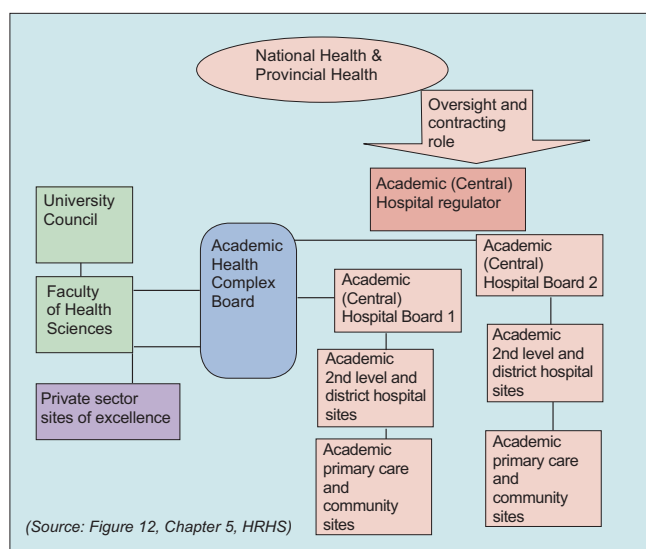 National Health &
Provincial Health
Oversight and
contracting
role
Academic (Central)
Hospital regulator
University
Council
Academic
Health
Complex
Board
Academic
(Central)
Hospital Board 2
Faculty
of Health
Sciences
Academic
(Central)
Hospital Board 1
Academic
2nd level and
district hospital
sites
Academic
2nd level and
district hospital
sites
Private sector
sites of excellence
Academic
primary care
and
community
sites
Academic
primary care
and
community
sites
(Source: Figure 12, Chapter 5, HRHS)